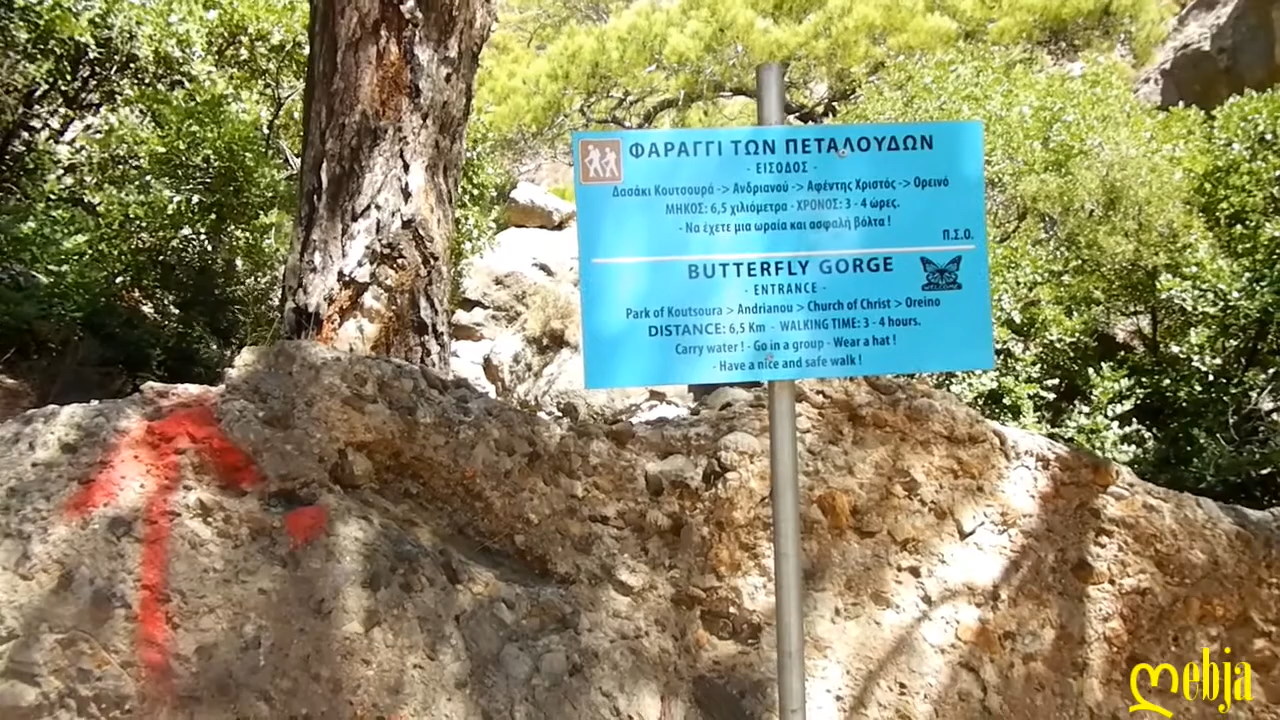 ΦΑΡΑΓΓΙ ΤΩΝ ΠΕΤΑΛΟΥΔΩΝ
- ΕΙΣΟΔΟΣ -
Δασάκι Κουτσουρά -> Ανδριανού -> Αφέντης Χριστός -> Ορεινό
ΜΗΚΟΣ: 6,5 χιλιόμετρα - ΧΡΟΝΟΣ: 3 - 4 ώρες.
- Να έχετε μια ωραία και ασφαλή βόλτα !
Π.Σ.Ο.
BUTTERFLY GORGE
- ENTRANCE -
WELCOME
Park of Koutsoura > Andrianou > Church of Christ > Oreino
DISTANCE: 6,5 Km - WALKING TIME: 3 - 4 hours.
Carry water ! - Go in a group - Wear a hat !
- Have a nice and safe walk !
ლebja